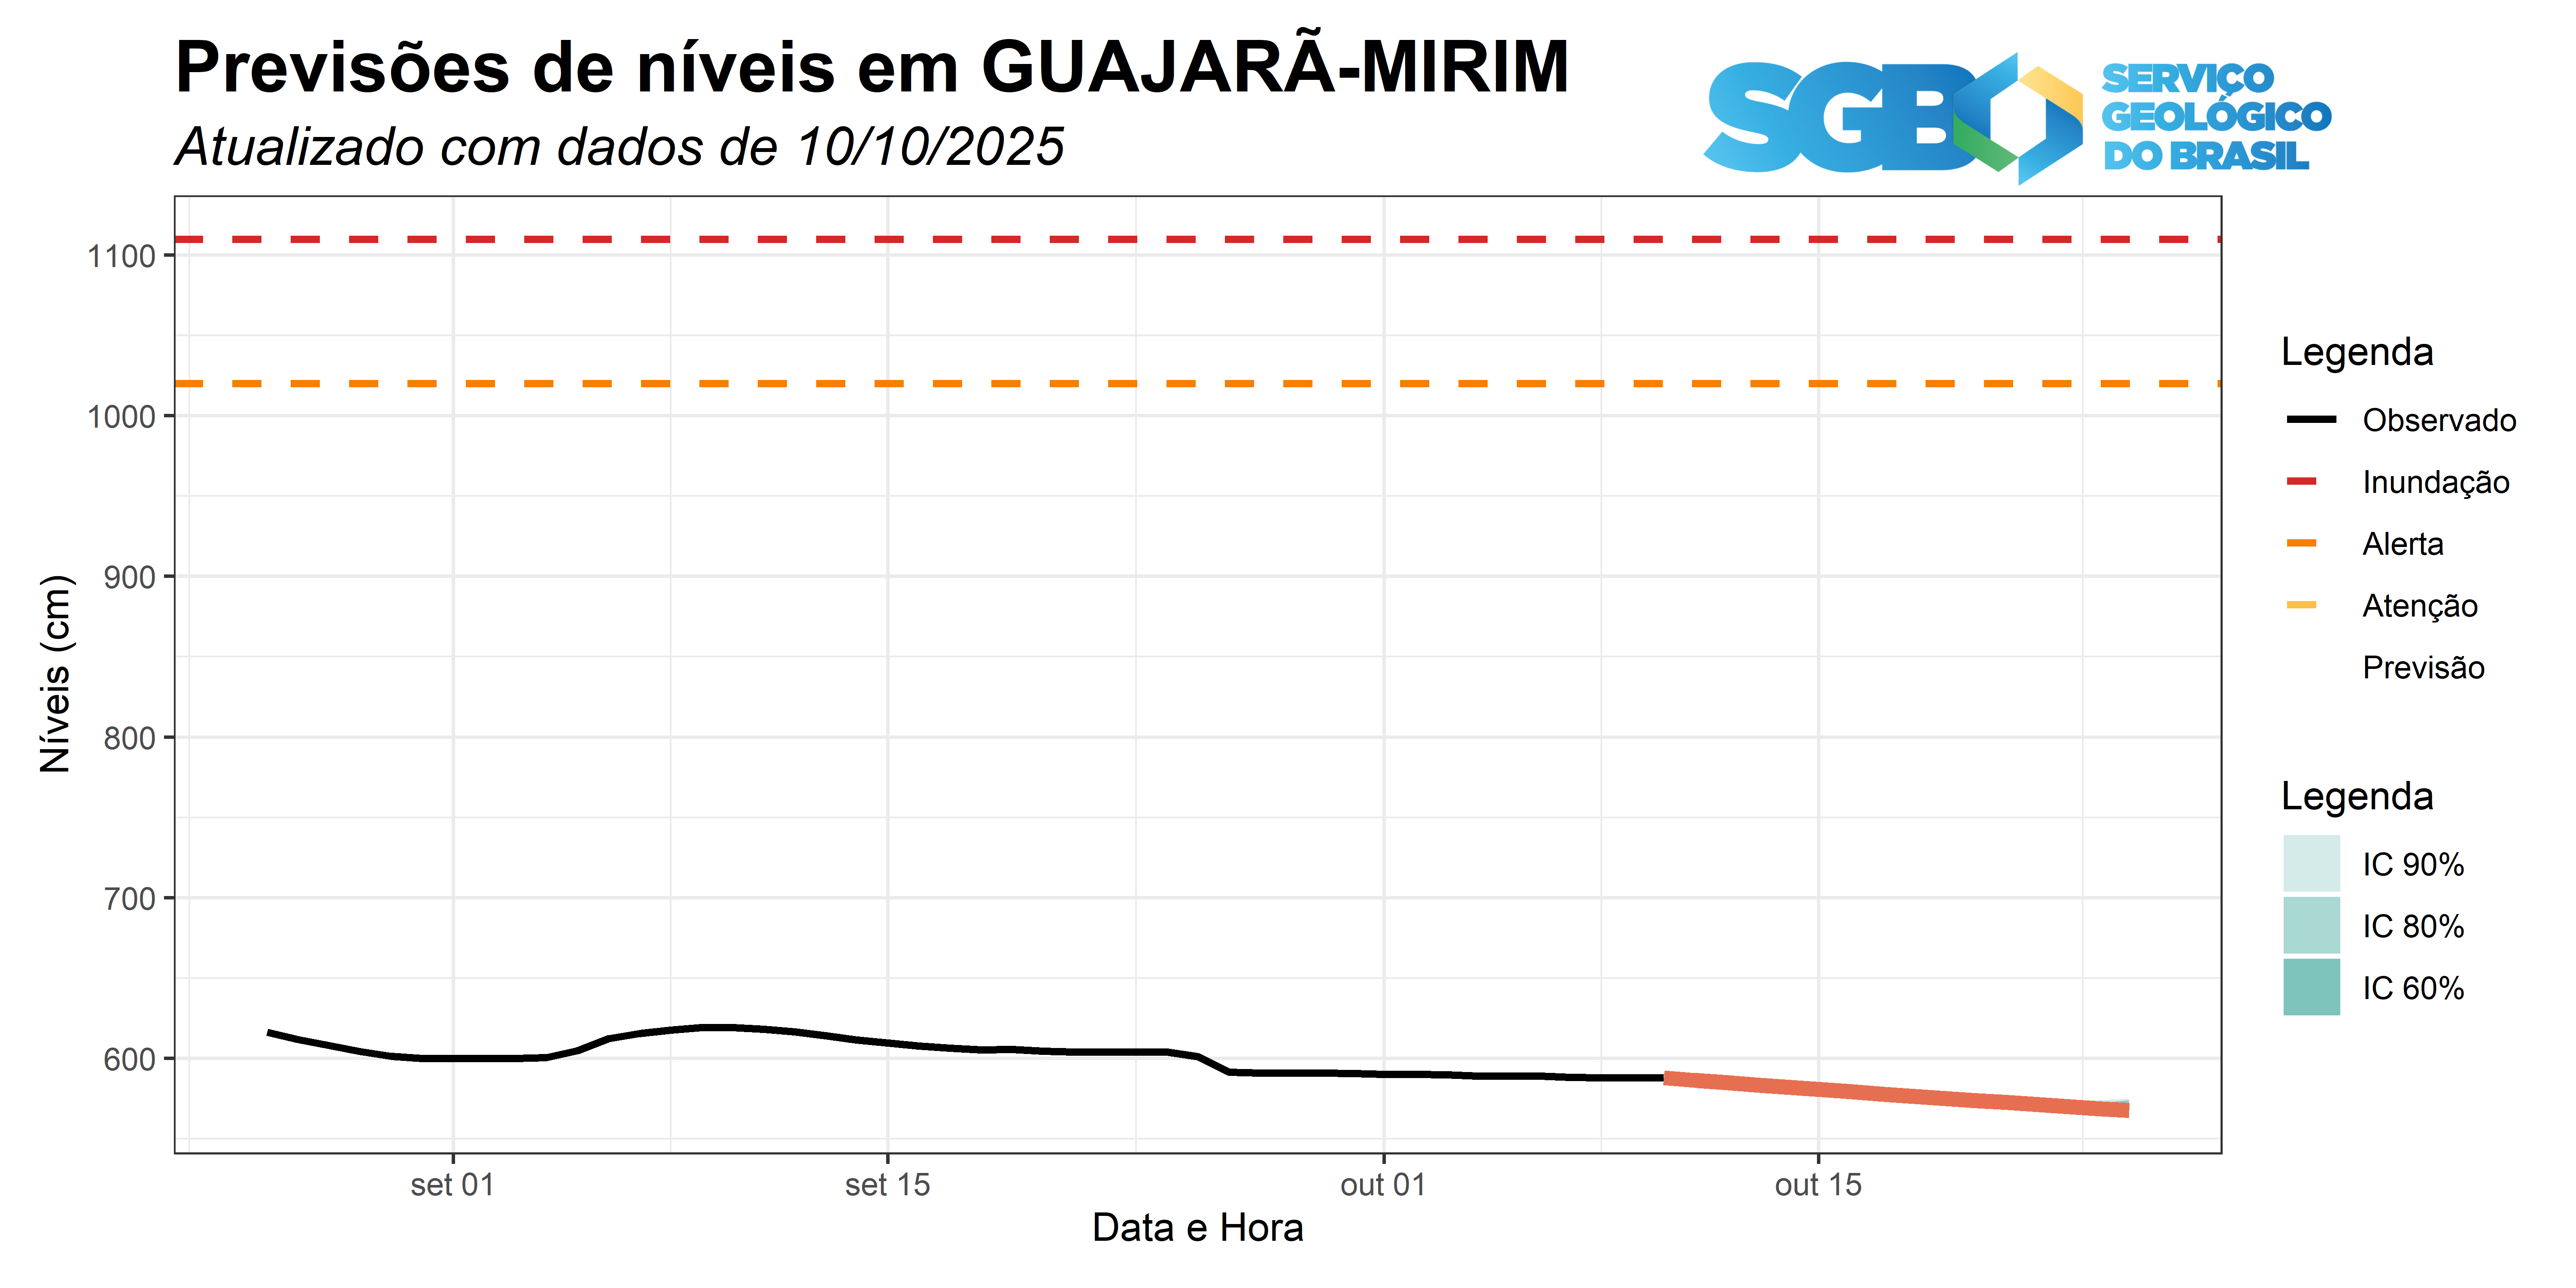 Previsões de níveis em GUAJARÃ-MIRIM
Atualizado com dados de 10/10/2025
SGB
SERVIÇO
GEOLÓGICO
DO BRASIL
Níveis (cm)
1100
1000
900
800
700
600
set 01
set 15
out 01
out 15
Data e Hora
Legenda
Observado
Inundação
Alerta
Atenção
Previsão
Legenda
IC 90%
IC 80%
IC 60%